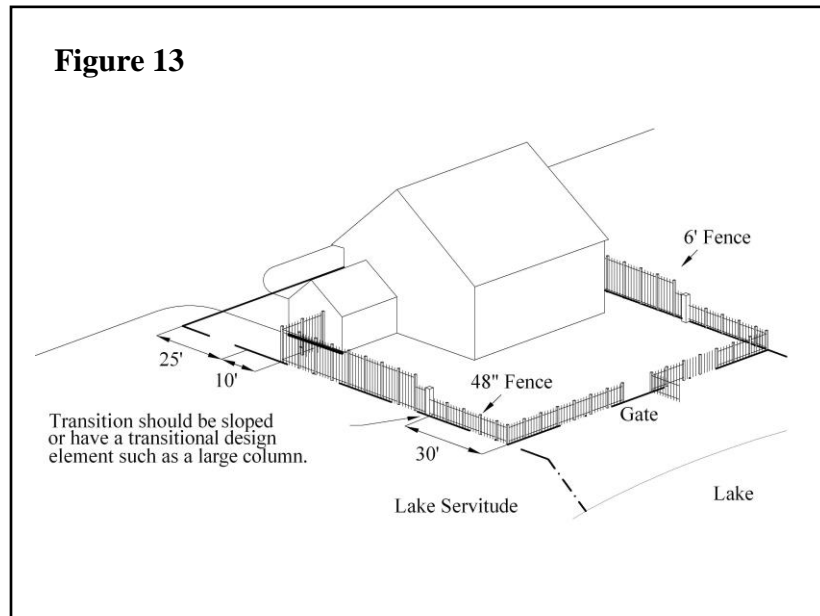 Figure 13
6' Fence
25'
10'
48" Fence
Transition should be sloped
or have a transitional design
element such as a large column.
Gate
30'
Lake Servitude
Lake